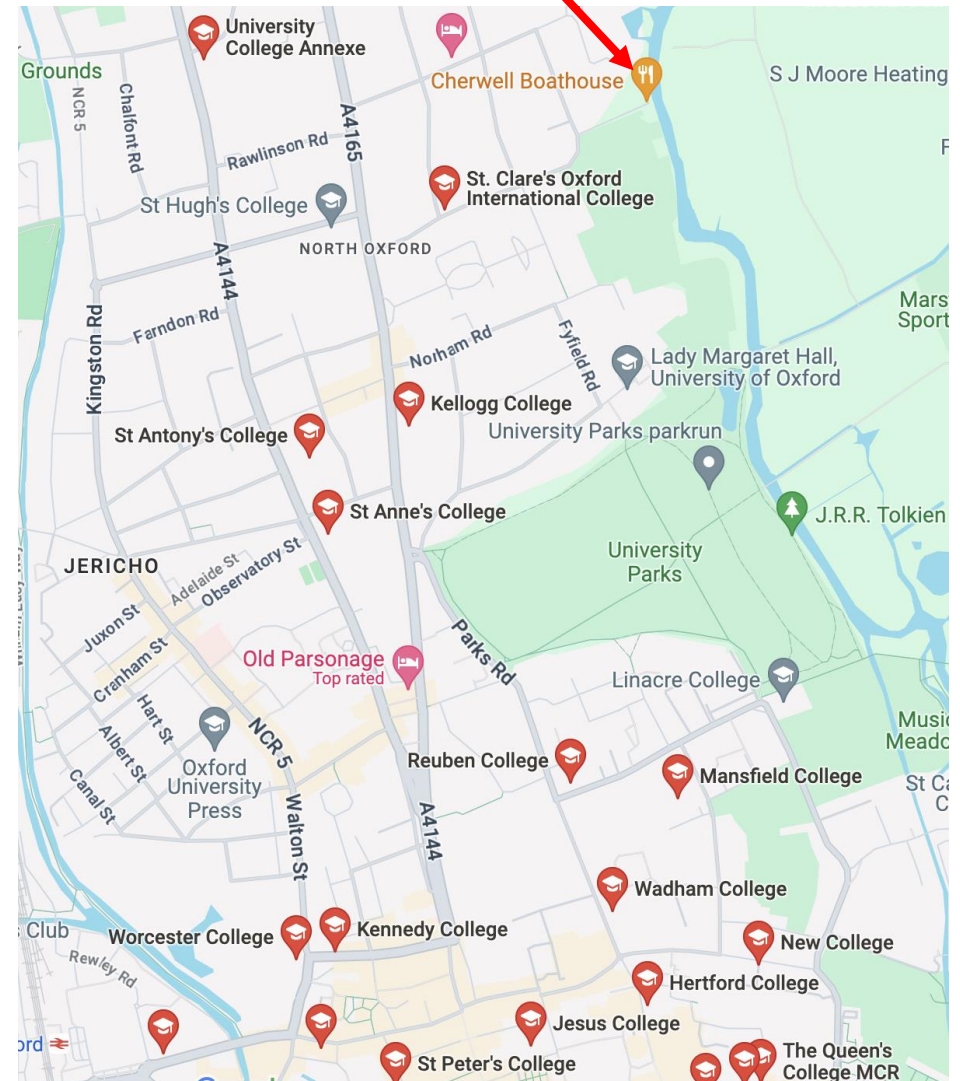 University
College Annexe
Grounds
Cherwell Boathouse
S J Moore Heating
NCR 5
Chalfont Rd
A4165
Rawlinson Rd
St. Clare's Oxford
International College
St Hugh's College
NORTH OXFORD
A4144
Mars
Sport
Kingston Rd
Farndon Rd
Norham Rd
Fyfield Rd
Lady Margaret Hall,
University of Oxford
Kellogg College
St Antony's College
University Parks parkrun
St Anne's College
J.R.R. Tolkien
University
Parks
JERICHO
Adelaide St
Observatory St
Juxon St
Cranham St
Parks Rd
Old Parsonage
Top rated
Linacre College
Hart St
Albert St
Canal St
NCR 5
Music
Meado
Oxford
University
Press
Reuben College
Mansfield College
St Ca
C
Walton St
A4144
Wadham College
Club
Worcester College
Kennedy College
New College
Rewley Rd
Hertford College
Jesus College
ord
St Peter's College
The Queen's
College MCR